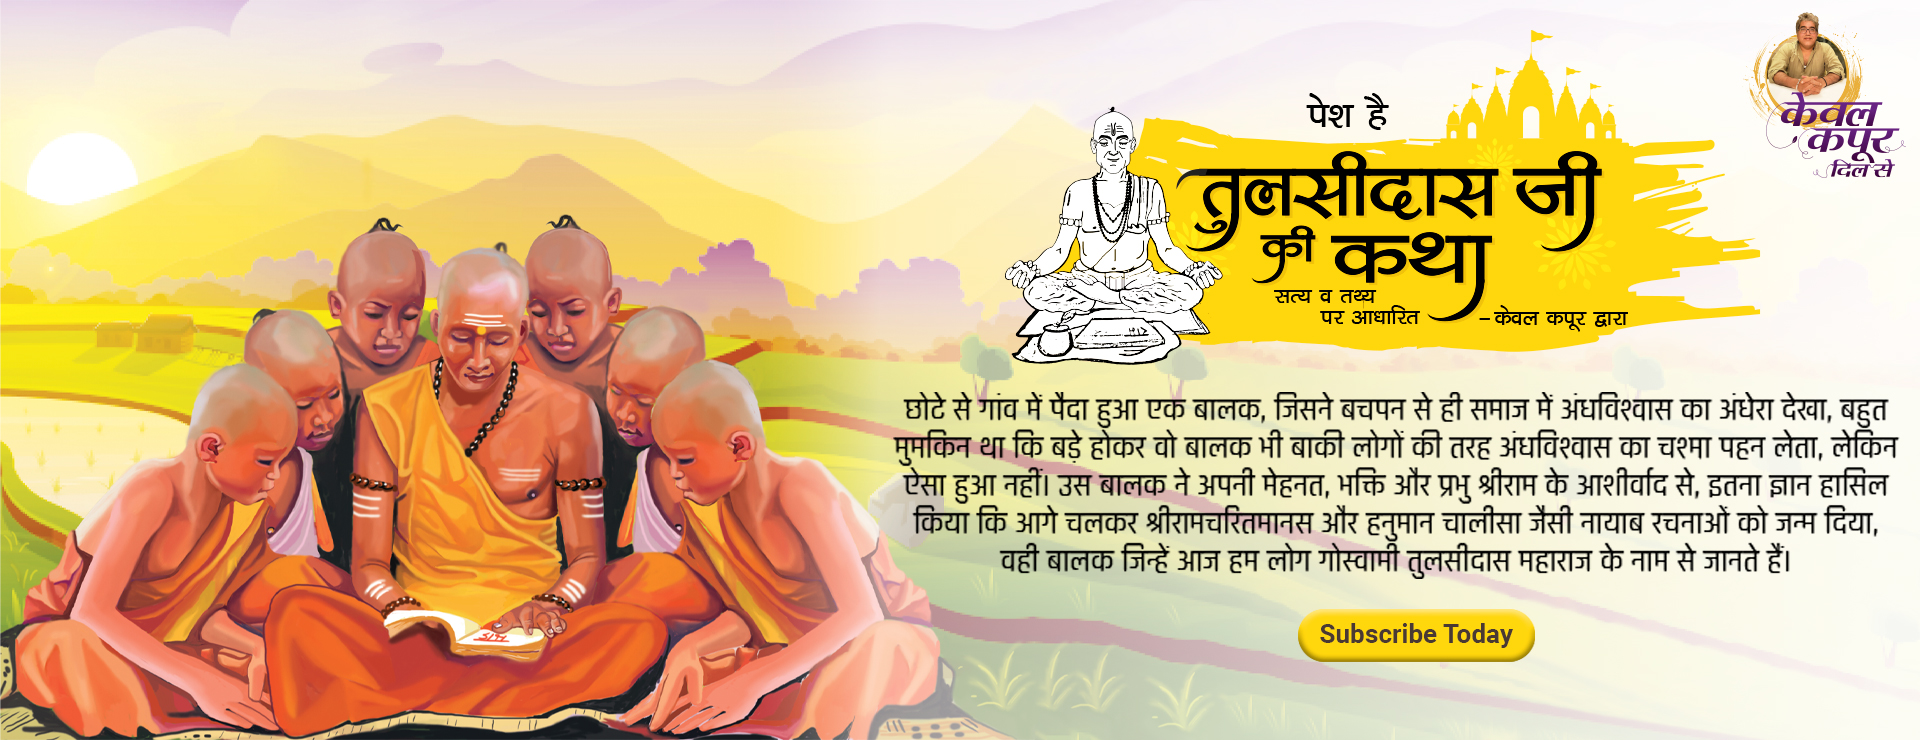 केवल
कपूर
दिल से
पेश है
तुलसीदास जी
की कथा
सत्य व तथ्य
पर आधारित
– केवल कपूर द्वारा
छोटे से गांव में पैदा हुआ एक बालक, जिसने बचपन से ही समाज में अंधविश्वास का अंधेरा देखा, बहुत
मुमकिन था कि बड़े होकर वो बालक भी बाकी लोगों की तरह अंधविश्वास का चश्मा पहन लेता, लेकिन
ऐसा हुआ नहीं। उस बालक ने अपनी मेहनत, भक्ति और प्रभु श्रीराम के आशीर्वाद से, इतना ज्ञान हासिल
किया कि आगे चलकर श्रीरामचरितमानस और हनुमान चालीसा जैसी नायाब रचनाओं को जन्म दिया,
वही बालक जिन्हें आज हम लोग गोस्वामी तुलसीदास महाराज के नाम से जानते हैं।
Subscribe Today